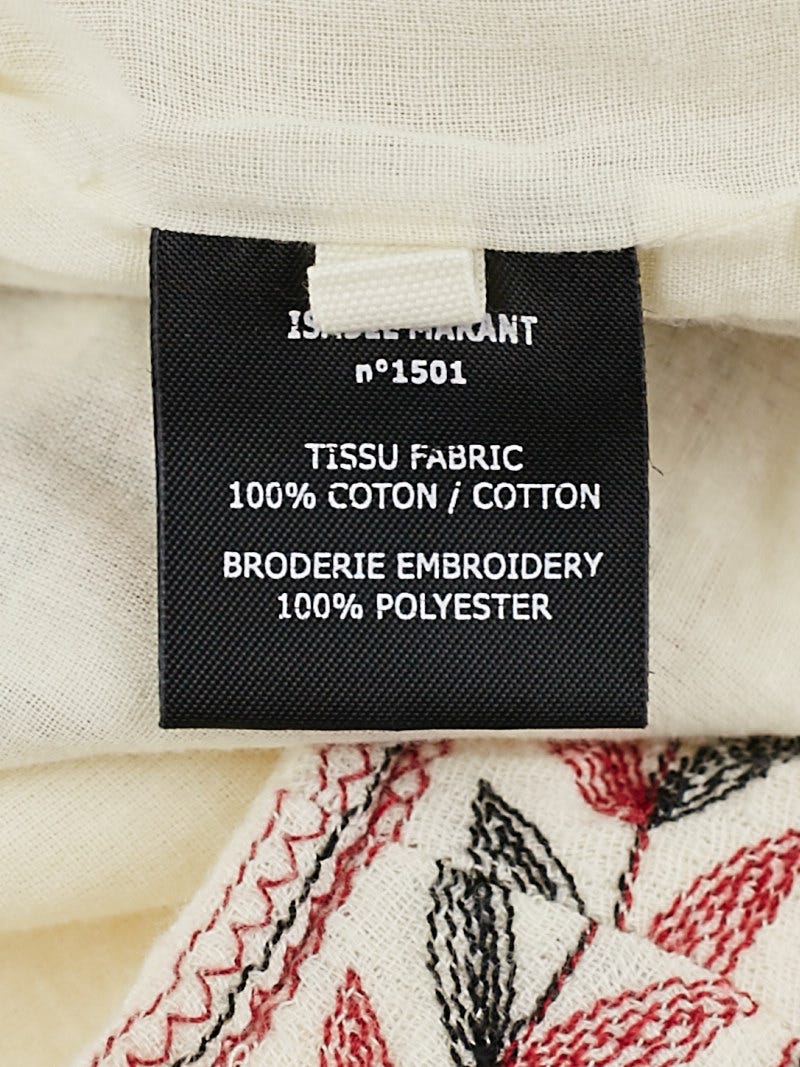 ISABEL MARANT
n°1501
TISSU FABRIC
100% COTON / COTTON
BRODERIE EMBROIDERY
100% POLYESTER